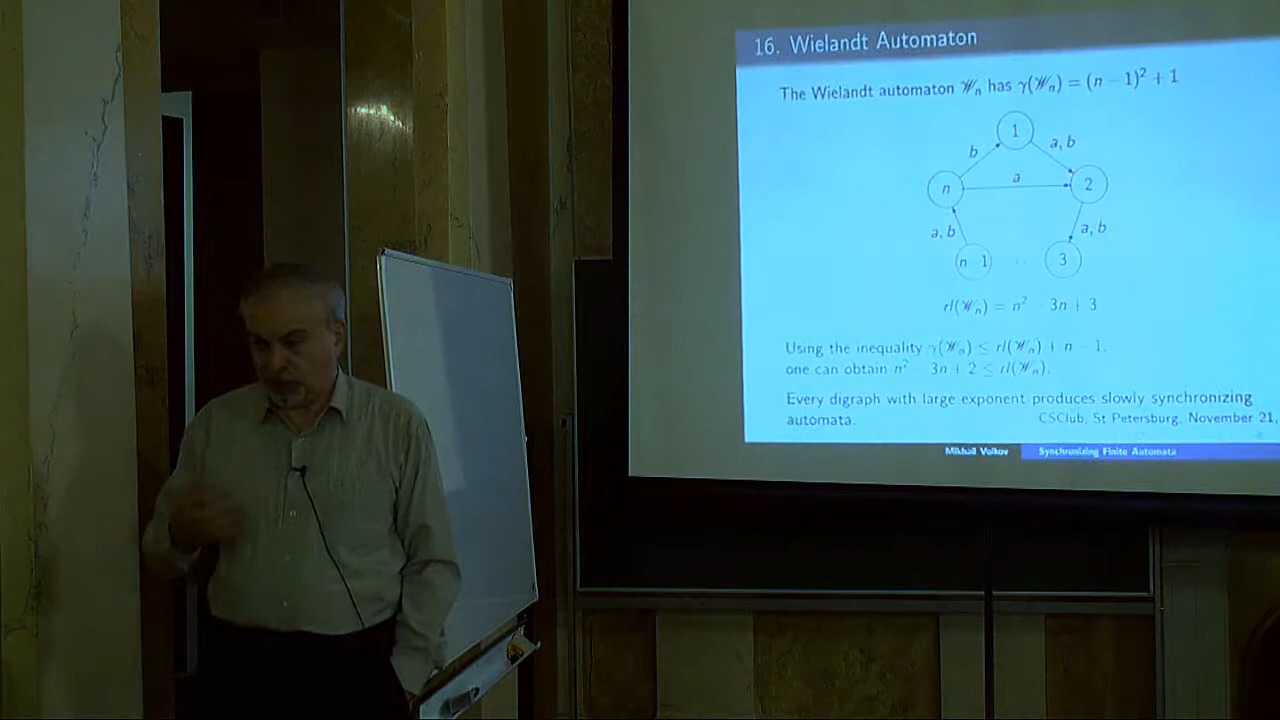 16. Wielandt Automaton
The Wielandt automaton 𝒲ₙ has γ(𝒲ₙ) = (n − 1)² + 1
1
b
a, b
n
a
2
a, b
a, b
n−1
. .
3
rl(𝒲ₙ) = n² − 3n + 3
Using the inequality γ(𝒲ₙ) ≤ rl(𝒲ₙ) + n − 1,
one can obtain n² − 3n + 2 ≤ rl(𝒲ₙ).
Every digraph with large exponent produces slowly synchronizing
automata.
CSClub, St Petersburg, November 21,
Mikhail Volkov
Synchronizing Finite Automata